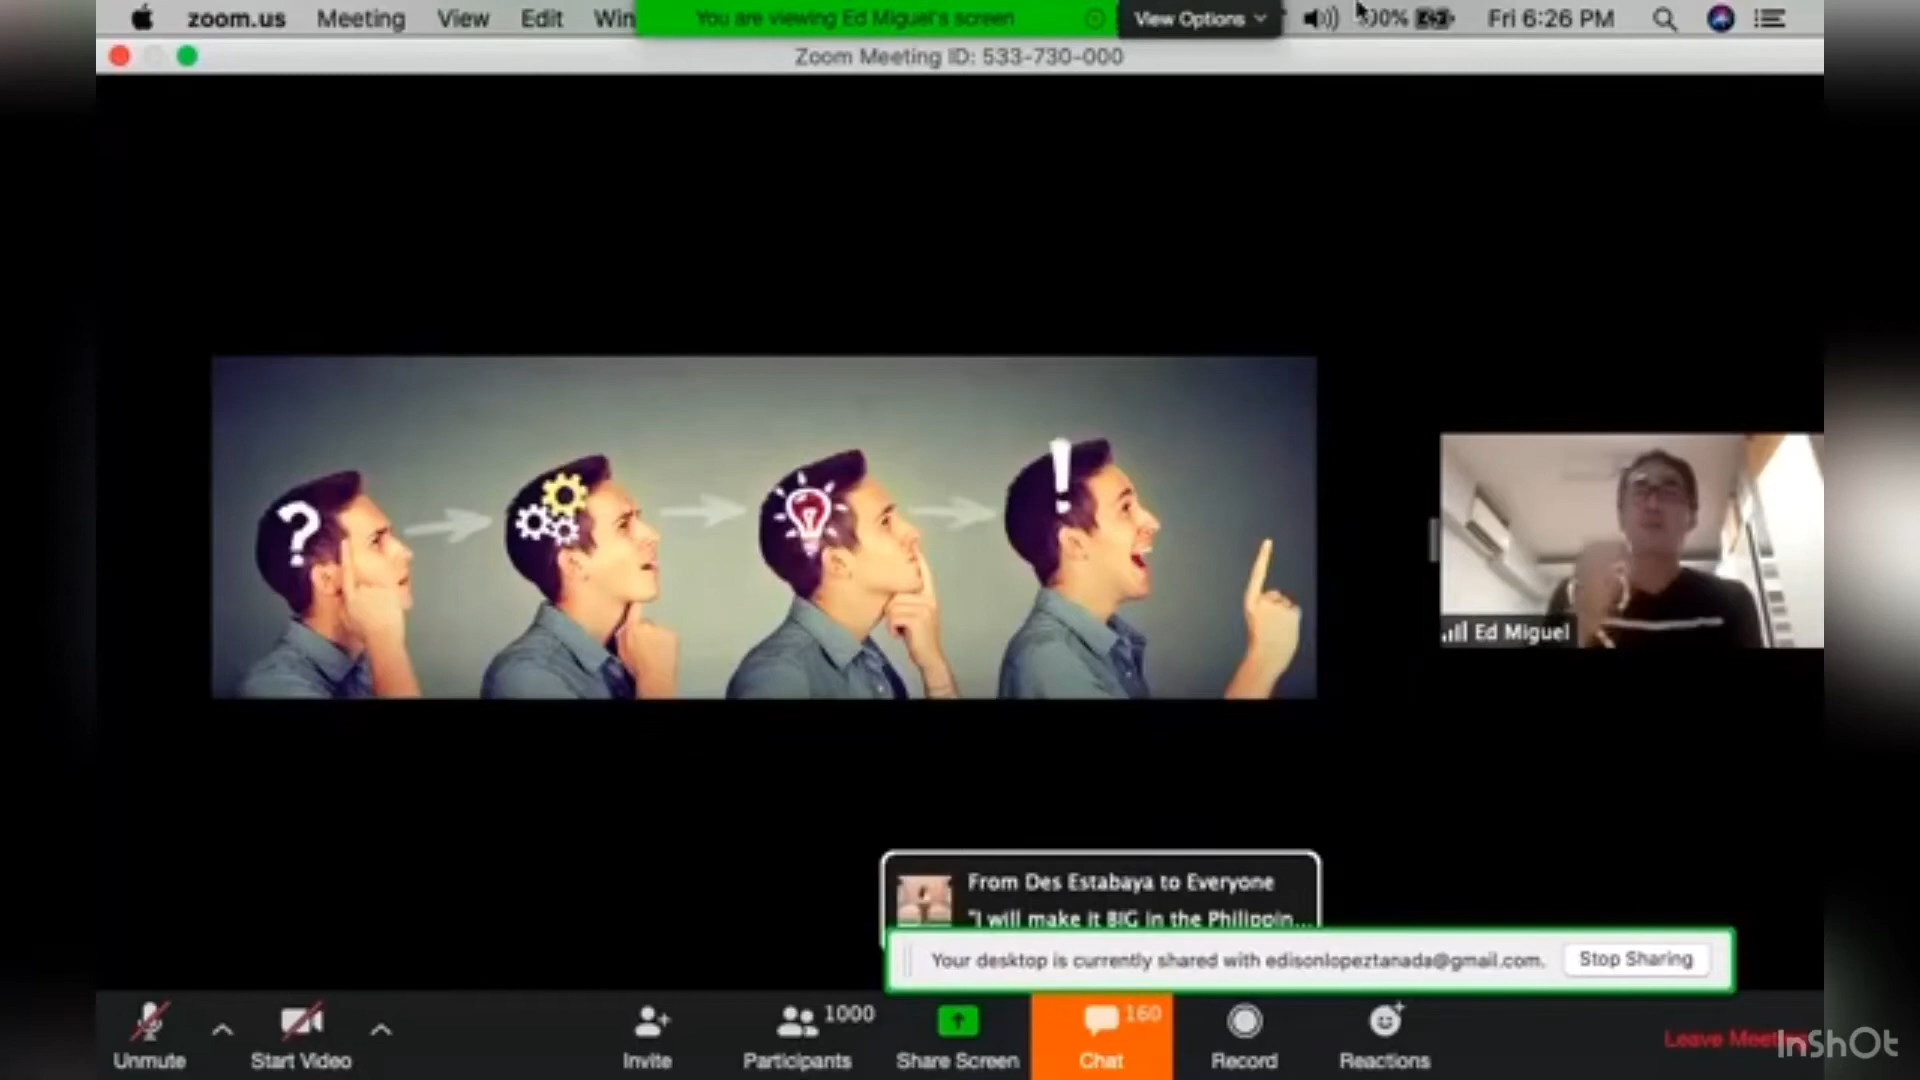 zoom.us Meeting View Edit Win
You are viewing Ed Miguel's screen
View Options
Fri 6:26 PM
Zoom Meeting ID: 533-730-000
?
!
Ed Miguel
From Des Estabaya to Everyone
"I will make it BIG in the Philippin...
Your desktop is currently shared with edisonlopeztanada@gmail.com.
Stop Sharing
1000
160
Unmute
Start Video
Invite
Participants
Share Screen
Chat
Record
Reactions
InShOt